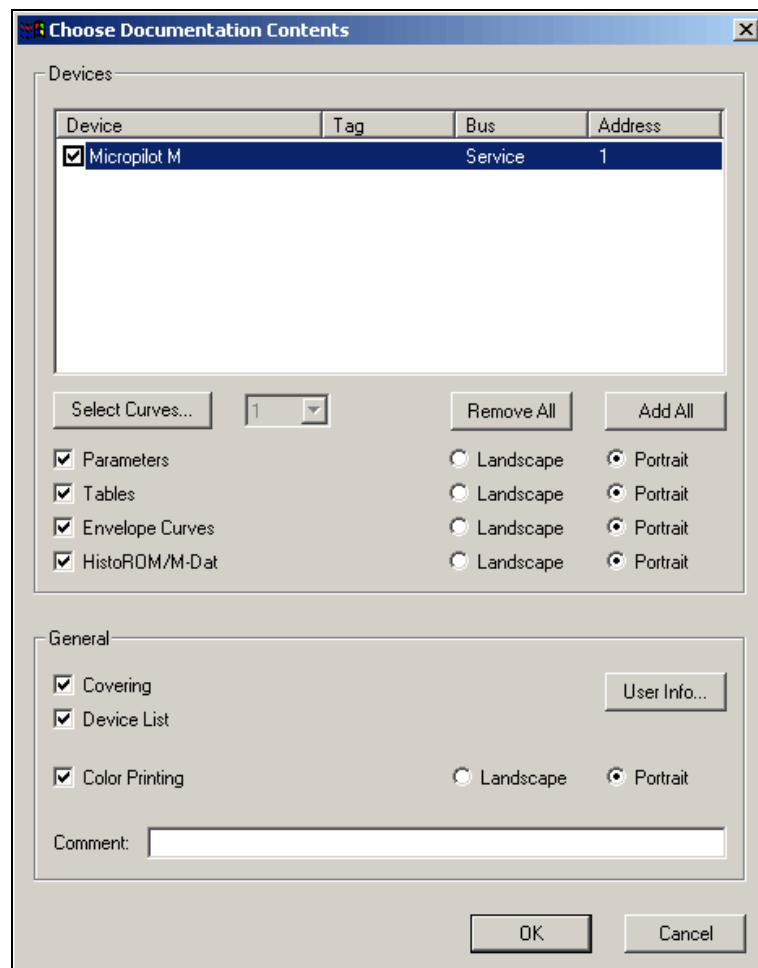 Choose Documentation Contents
Devices
Device Tag Bus Address
Micropilot M Service 1
Select Curves... 1 Remove All Add All
Parameters Landscape Portrait
Tables Landscape Portrait
Envelope Curves Landscape Portrait
HistoROM/M-Dat Landscape Portrait
General
Covering User Info...
Device List
Color Printing Landscape Portrait
Comment:
OK Cancel